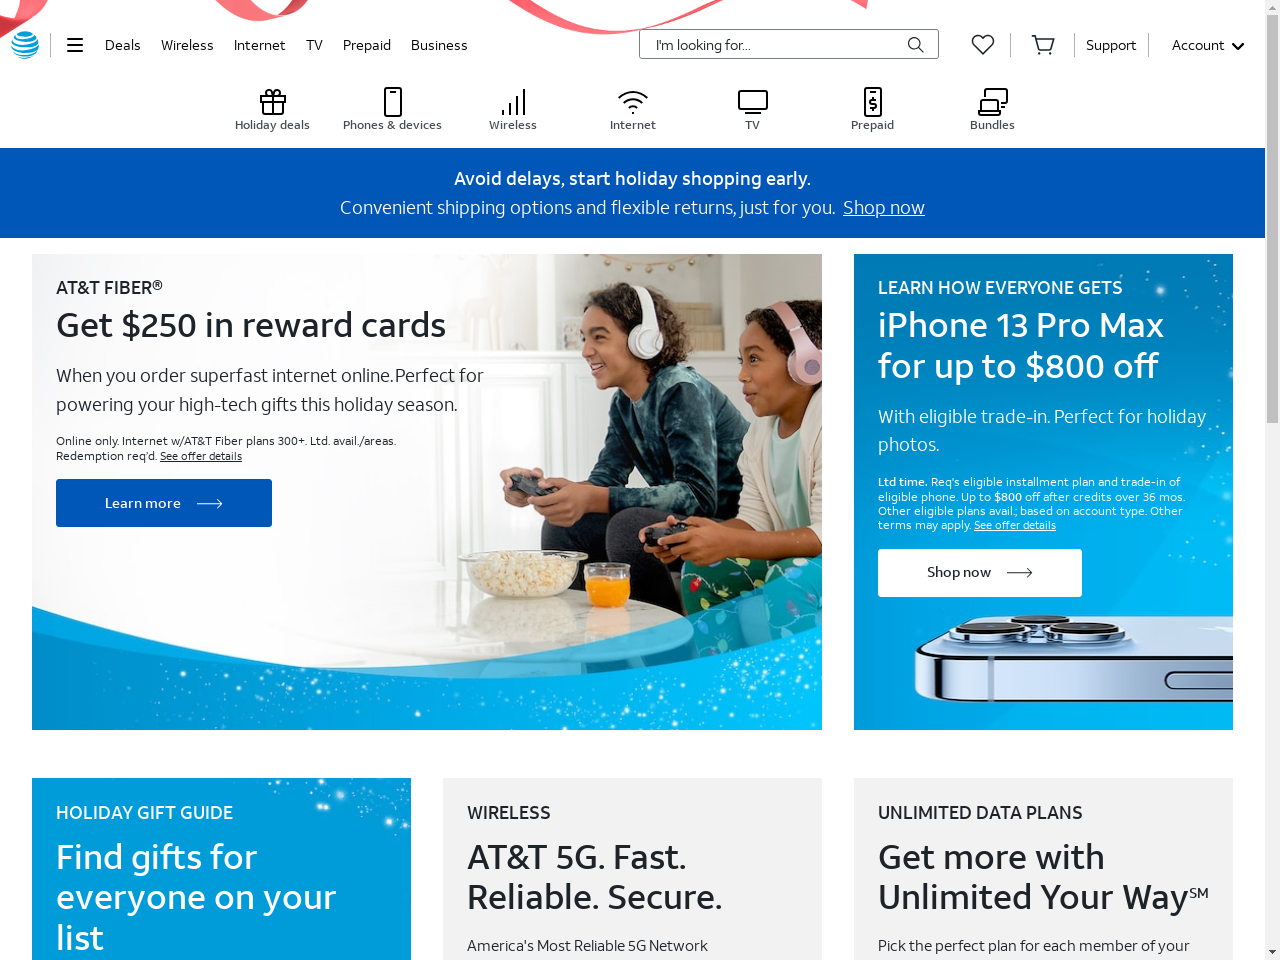 Deals
Wireless
Internet
TV
Prepaid
Business
I'm looking for...
Support
Account
Holiday deals
Phones & devices
Wireless
Internet
TV
Prepaid
Bundles
Avoid delays, start holiday shopping early.
Convenient shipping options and flexible returns, just for you. Shop now
AT&T FIBER®
Get $250 in reward cards
When you order superfast internet online.Perfect for
powering your high-tech gifts this holiday season.
Online only. Internet w/AT&T Fiber plans 300+. Ltd. avail./areas.
Redemption req'd. See offer details
Learn more
LEARN HOW EVERYONE GETS
iPhone 13 Pro Max
for up to $800 off
With eligible trade-in. Perfect for holiday
photos.
Ltd time. Req's eligible installment plan and trade-in of
eligible phone. Up to $800 off after credits over 36 mos.
Other eligible plans avail.; based on account type. Other
terms may apply. See offer details
Shop now
HOLIDAY GIFT GUIDE
Find gifts for
everyone on your
list
WIRELESS
AT&T 5G. Fast.
Reliable. Secure.
America's Most Reliable 5G Network
UNLIMITED DATA PLANS
Get more with
Unlimited Your Way℠
Pick the perfect plan for each member of your